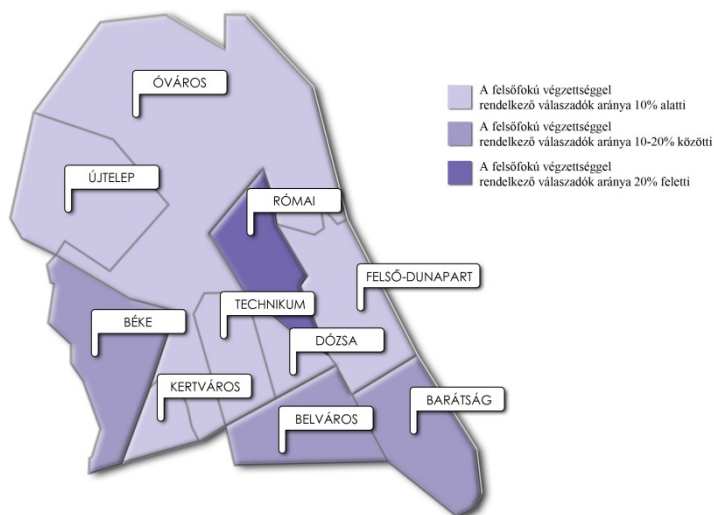 ÓVÁROS
A felsőfokú végzettséggel
rendelkező válaszadók aránya 10% alatti
A felsőfokú végzettséggel
rendelkező válaszadók aránya 10-20% közötti
A felsőfokú végzettséggel
rendelkező válaszadók aránya 20% feletti
ÚJTELEP
RÓMAI
FELSŐ-DUNAPART
TECHNIKUM
BÉKE
DÓZSA
KERTVÁROS
BARÁTSÁG
BELVÁROS